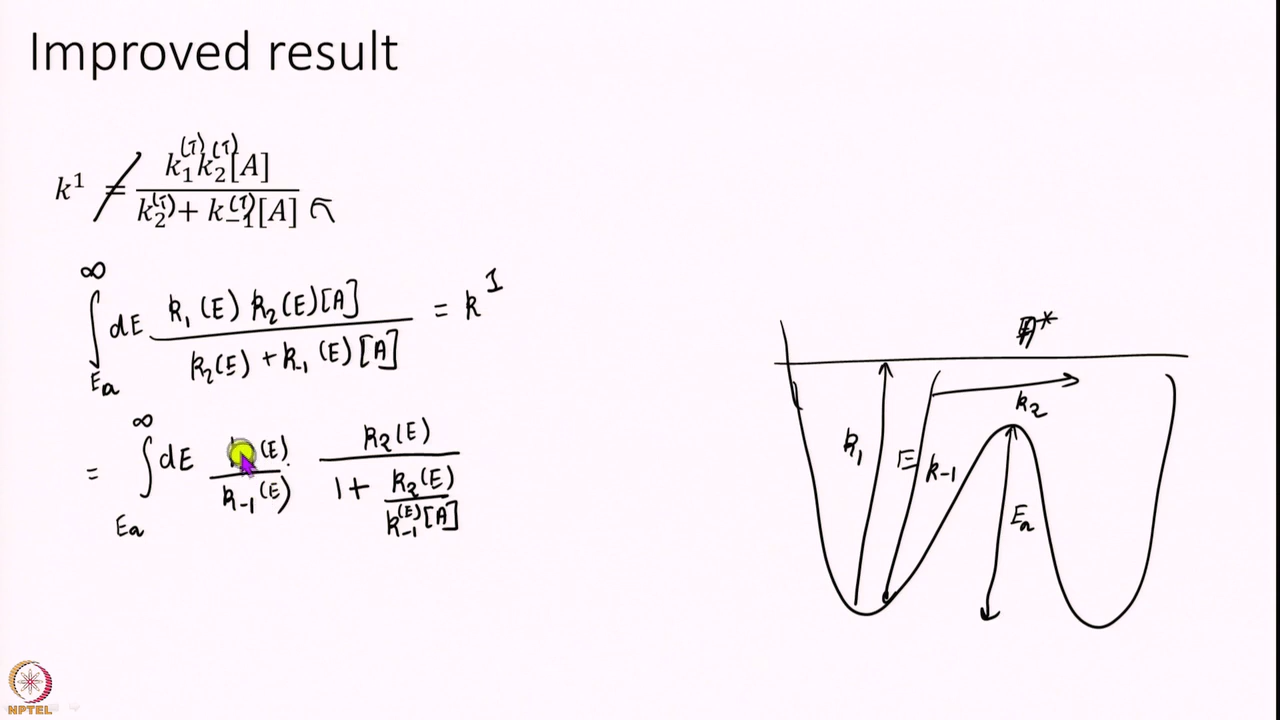 Improved result
k¹ ≠ k₁⁽ᵀ⁾k₂⁽ᵀ⁾[A] / k₂⁽ᵀ⁾ + k₋₁⁽ᵀ⁾[A]
∫_{Ea}^{∞} dE k₁(E) k₂(E)[A] / k₂(E) + k₋₁(E)[A] = k¹
= ∫_{Ea}^{∞} dE (E) / k₋₁(E) k₂(E) / 1 + k₂(E) / k₋₁(E)[A]
k₂
k₁ E k₋₁
Ea
NPTEL